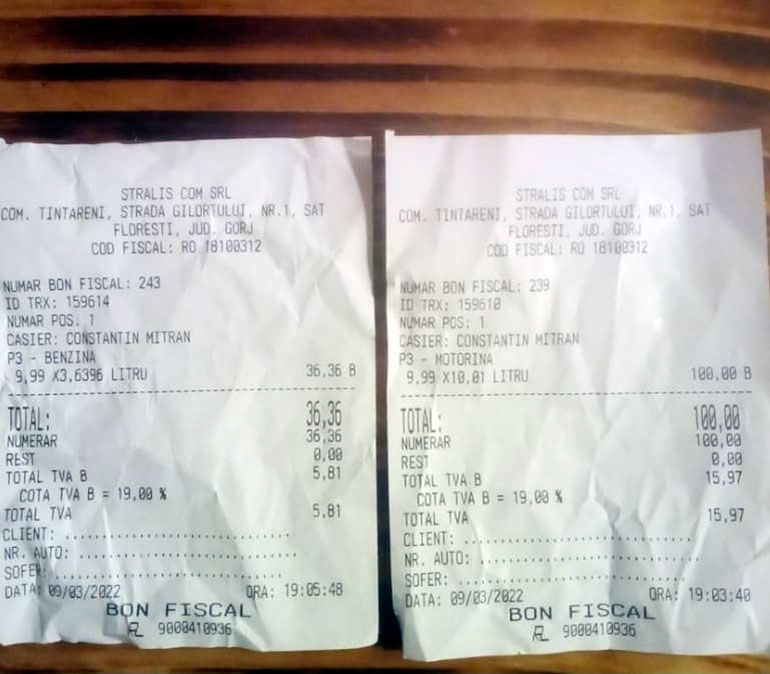 STRALIS COM SRL
COM. TINTARENI, STRADA GILORTULUI, NR.1, SAT
FLORESTI, JUD. GORJ
COD FISCAL: RO 18100312
NUMAR BON FISCAL: 243
ID TRX: 159614
NUMAR POS: 1
CASIER: CONSTANTIN MITRAN
P3 - BENZINA
9,99 X3,6396 LITRU 36,36 B
TOTAL: 36,36
NUMERAR 36,36
REST 0,00
TOTAL TVA B 5,81
COTA TVA B = 19,00 %
TOTAL TVA 5,81
CLIENT: ..............................
NR. AUTO: ............................
SOFER: ..............................
DATA: 09/03/2022 ORA: 19:05:48
BON FISCAL
9000410936
STRALIS COM SRL
COM. TINTARENI, STRADA GILORTULUI, NR.1, SAT
FLORESTI, JUD. GORJ
COD FISCAL: RO 18100312
NUMAR BON FISCAL: 239
ID TRX: 159610
NUMAR POS: 1
CASIER: CONSTANTIN MITRAN
P3 - MOTORINA
9,99 X10,01 LITRU 100,00 B
TOTAL: 100,00
NUMERAR 100,00
REST 0,00
TOTAL TVA B 15,97
COTA TVA B = 19,00 %
TOTAL TVA 15,97
CLIENT: ..............................
NR. AUTO: ............................
SOFER: ..............................
DATA: 09/03/2022 ORA: 19:03:40
BON FISCAL
9000410936